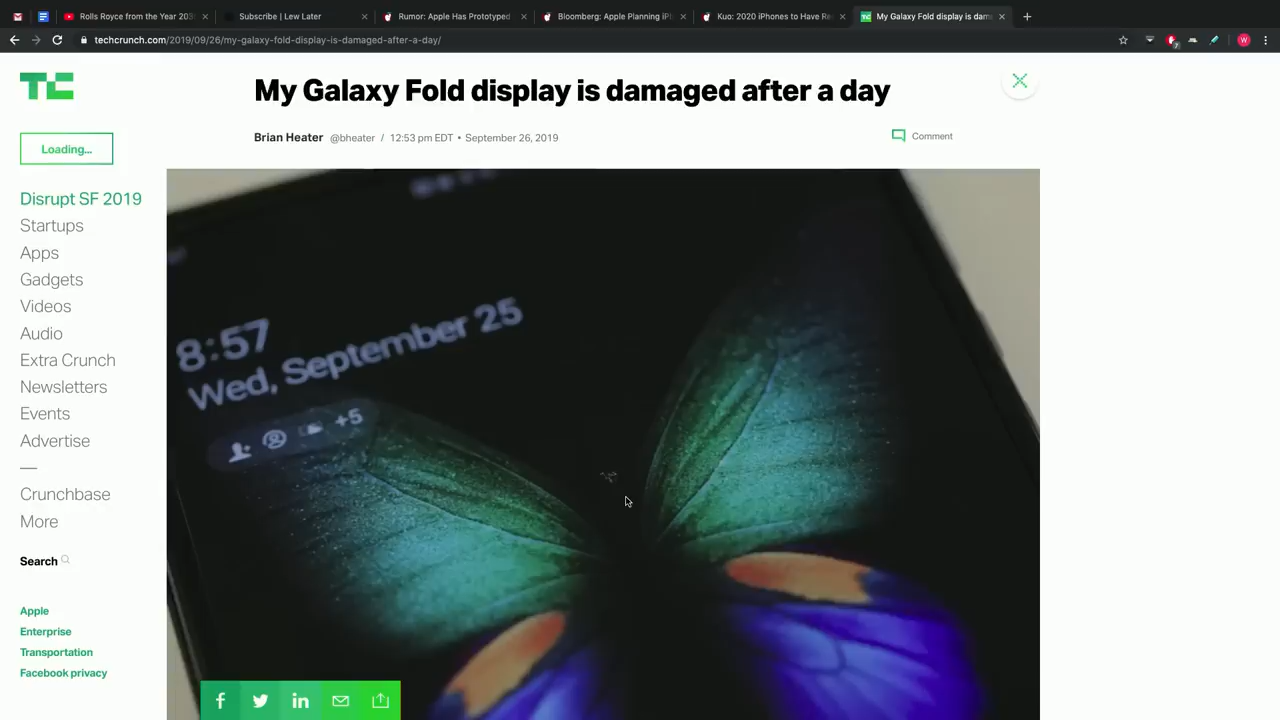 Rolls Royce from the Year 203
Subscribe | Lew Later
Rumor: Apple Has Prototyped
Bloomberg: Apple Planning iPh
Kuo: 2020 iPhones to Have Re
My Galaxy Fold display is dam
techcrunch.com/2019/09/26/my-galaxy-fold-display-is-damaged-after-a-day/
7
W
TC
My Galaxy Fold display is damaged after a day
Brian Heater @bheater / 12:53 pm EDT • September 26, 2019
Comment
Loading...
Disrupt SF 2019
Startups
Apps
Gadgets
Videos
Audio
Extra Crunch
Newsletters
Events
Advertise
—
Crunchbase
More
Search
Apple
Enterprise
Transportation
Facebook privacy
8:57
Wed, September 25
+5
f
in